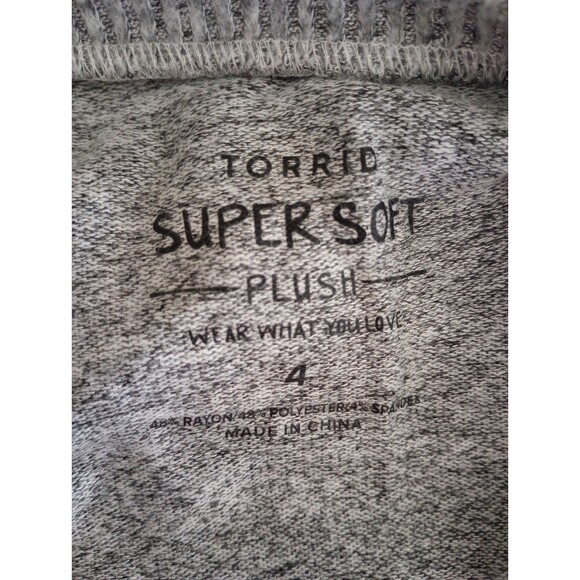 TORRID
SUPER SOFT
PLUSH
WEAR WHAT YOU LOVE
4
48% RAYON/48% POLYESTER/4% SPANDEX
MADE IN CHINA